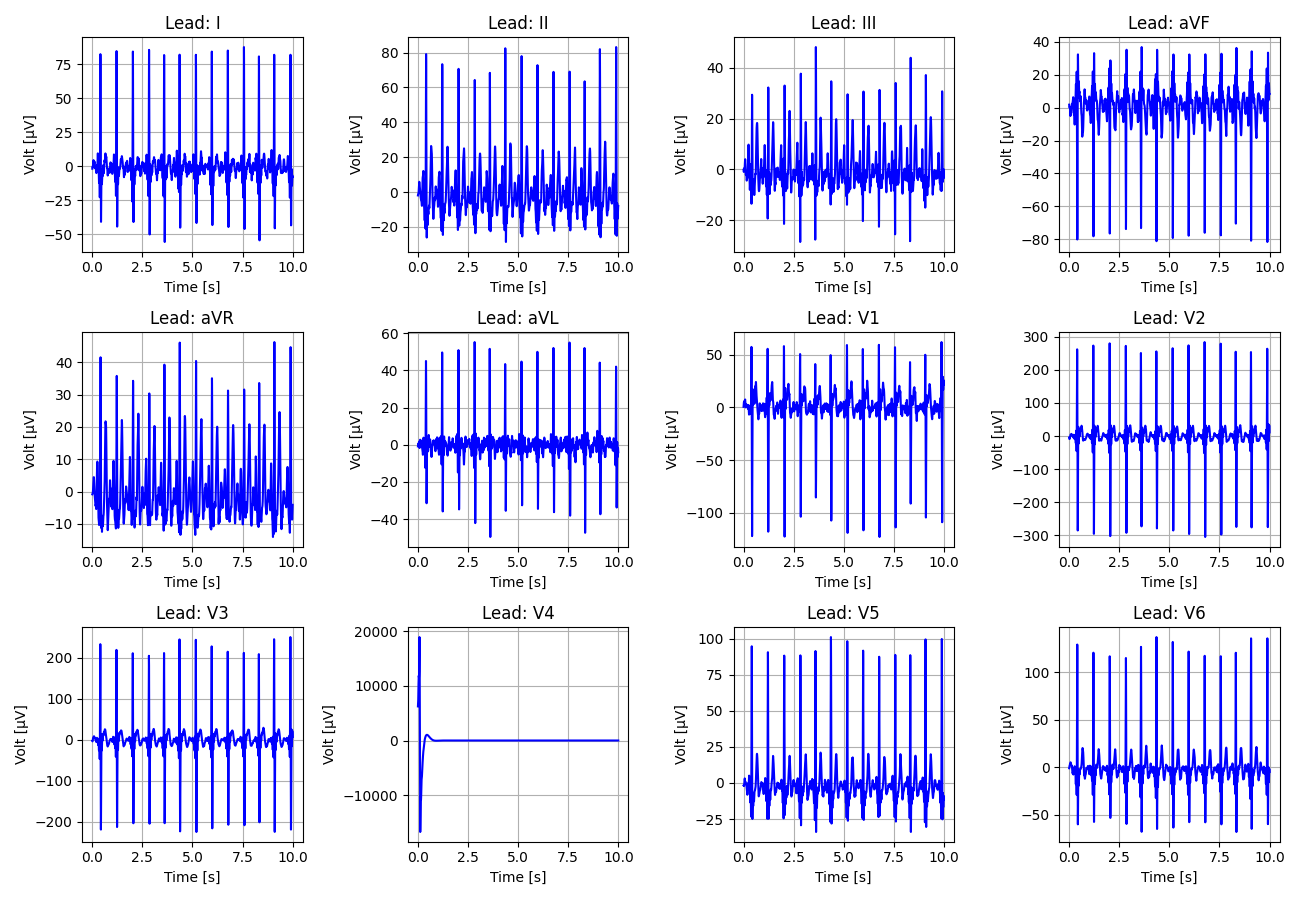 Lead: I
Volt [µV]
75
50
25
0
−25
−50
0.0 2.5 5.0 7.5 10.0
Time [s]
Lead: II
Volt [µV]
80
60
40
20
0
−20
0.0 2.5 5.0 7.5 10.0
Time [s]
Lead: III
Volt [µV]
40
20
0
−20
0.0 2.5 5.0 7.5 10.0
Time [s]
Lead: aVF
Volt [µV]
40
20
0
−20
−40
−60
−80
0.0 2.5 5.0 7.5 10.0
Time [s]
Lead: aVR
Volt [µV]
40
30
20
10
0
−10
0.0 2.5 5.0 7.5 10.0
Time [s]
Lead: aVL
Volt [µV]
60
40
20
0
−20
−40
0.0 2.5 5.0 7.5 10.0
Time [s]
Lead: V1
Volt [µV]
50
0
−50
−100
0.0 2.5 5.0 7.5 10.0
Time [s]
Lead: V2
Volt [µV]
300
200
100
0
−100
−200
−300
0.0 2.5 5.0 7.5 10.0
Time [s]
Lead: V3
Volt [µV]
200
100
0
−100
−200
0.0 2.5 5.0 7.5 10.0
Time [s]
Lead: V4
Volt [µV]
20000
10000
0
−10000
0.0 2.5 5.0 7.5 10.0
Time [s]
Lead: V5
Volt [µV]
100
75
50
25
0
−25
0.0 2.5 5.0 7.5 10.0
Time [s]
Lead: V6
Volt [µV]
100
50
0
−50
0.0 2.5 5.0 7.5 10.0
Time [s]